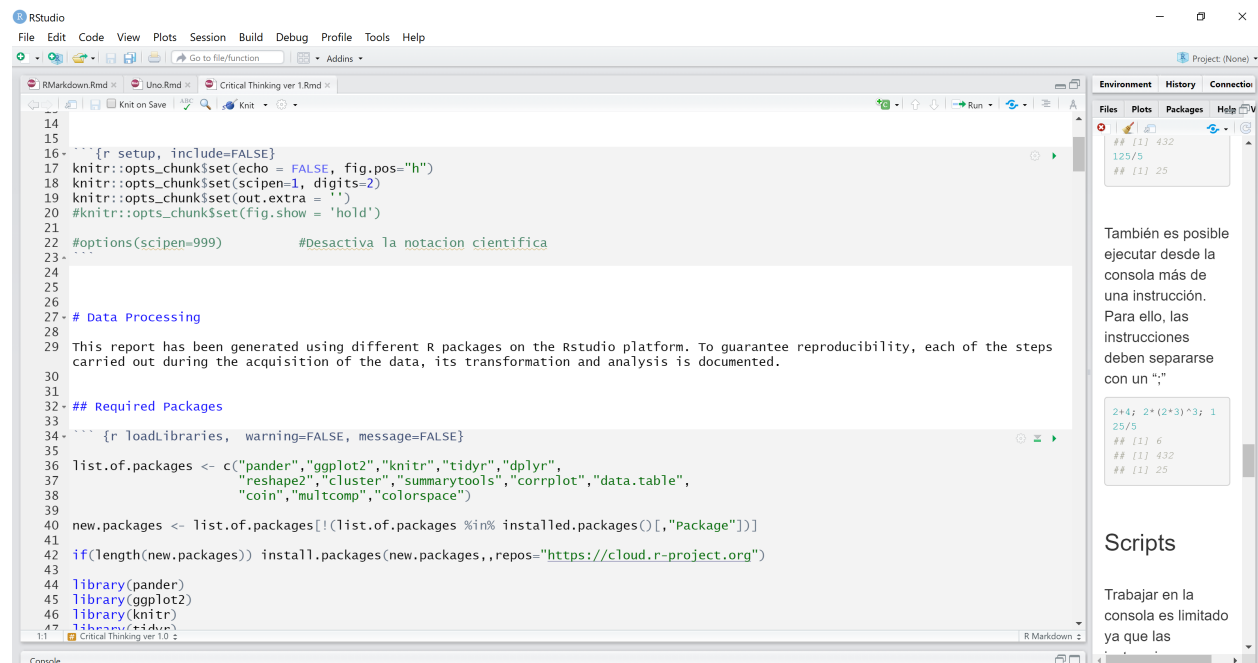 RStudio
File Edit Code View Plots Session Build Debug Profile Tools Help
Go to file/function
Addins
Project: (None)
RMarkdown.Rmd
Uno.Rmd
Critical Thinking ver 1.Rmd
Knit on Save
ABC
Knit
Run
14
15
16 ```{r setup, include=FALSE}
17 knitr::opts_chunk$set(echo = FALSE, fig.pos="h")
18 knitr::opts_chunk$set(scipen=1, digits=2)
19 knitr::opts_chunk$set(out.extra = '')
20 #knitr::opts_chunk$set(fig.show = 'hold')
21
22 #options(scipen=999) #Desactiva la notacion cientifica
23 ```
24
25
26
27 # Data Processing
28
29 This report has been generated using different R packages on the Rstudio platform. To guarantee reproducibility, each of the steps
carried out during the acquisition of the data, its transformation and analysis is documented.
30
31
32 ## Required Packages
33
34 ``` {r loadLibraries, warning=FALSE, message=FALSE}
35
36 list.of.packages <- c("pander","ggplot2","knitr","tidyr","dplyr",
37 "reshape2","cluster","summarytools","corrplot","data.table",
38 "coin","multcomp","colorspace")
39
40 new.packages <- list.of.packages[!(list.of.packages %in% installed.packages()[,"Package"])]
41
42 if(length(new.packages)) install.packages(new.packages,,repos="https://cloud.r-project.org")
43
44 library(pander)
45 library(ggplot2)
46 library(knitr)
47 library(tidyr)
1:1 Critical Thinking ver 1.0 R Markdown
Console
Environment History Connection
Files Plots Packages Help V
## [1] 432
125/5
## [1] 25
También es posible
ejecutar desde la
consola más de
una instrucción.
Para ello, las
instrucciones
deben separarse
con un “;”
2+4; 2*(2*3)^3; 1
25/5
## [1] 6
## [1] 432
## [1] 25
Scripts
Trabajar en la
consola es limitado
ya que las